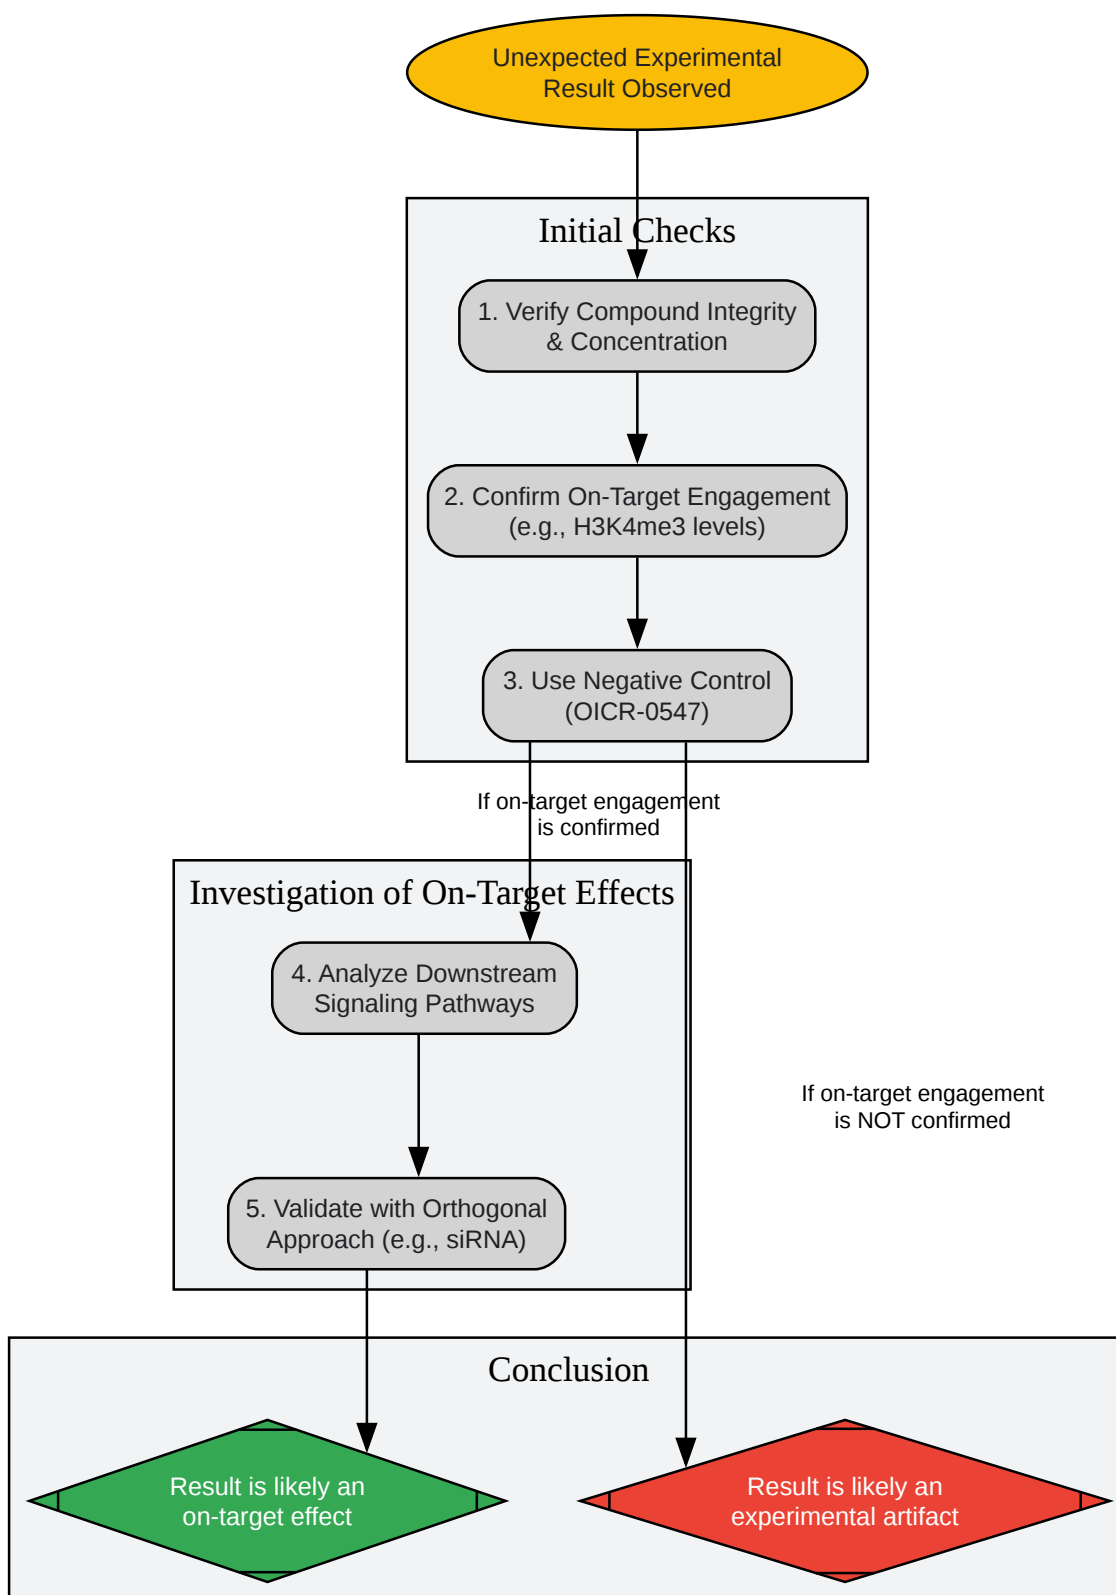 Unexpected Experimental
Result Observed
Initial Checks
1. Verify Compound Integrity
& Concentration
2. Confirm On-Target Engagement
(e.g., H3K4me3 levels)
3. Use Negative Control
(OICR-0547)
If on-target engagement
is confirmed
Investigation of On-Target Effects
4. Analyze Downstream
Signaling Pathways
If on-target engagement
is NOT confirmed
5. Validate with Orthogonal
Approach (e.g., siRNA)
Conclusion
Result is likely an
on-target effect
Result is likely an
experimental artifact